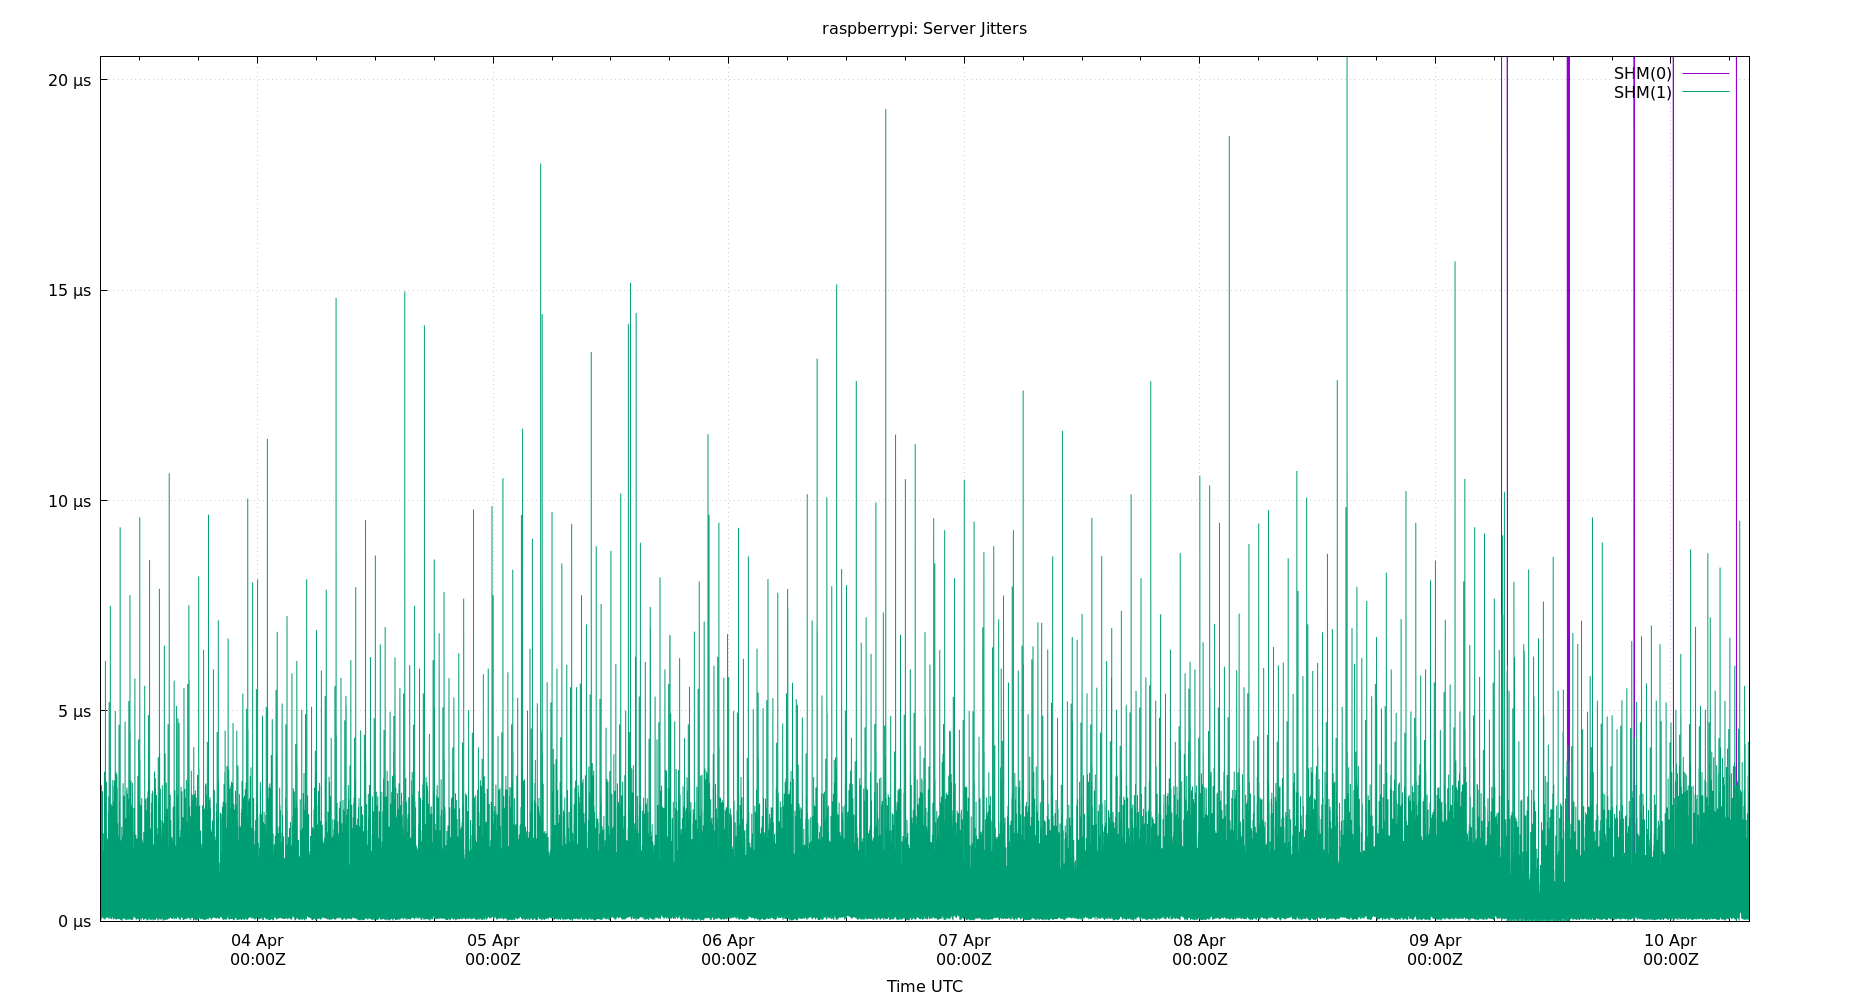 raspberrypi: Server Jitters
SHM(0)
SHM(1)
20 µs
15 µs
10 µs
5 µs
0 µs
04 Apr
00:00Z
05 Apr
00:00Z
06 Apr
00:00Z
07 Apr
00:00Z
08 Apr
00:00Z
09 Apr
00:00Z
10 Apr
00:00Z
Time UTC